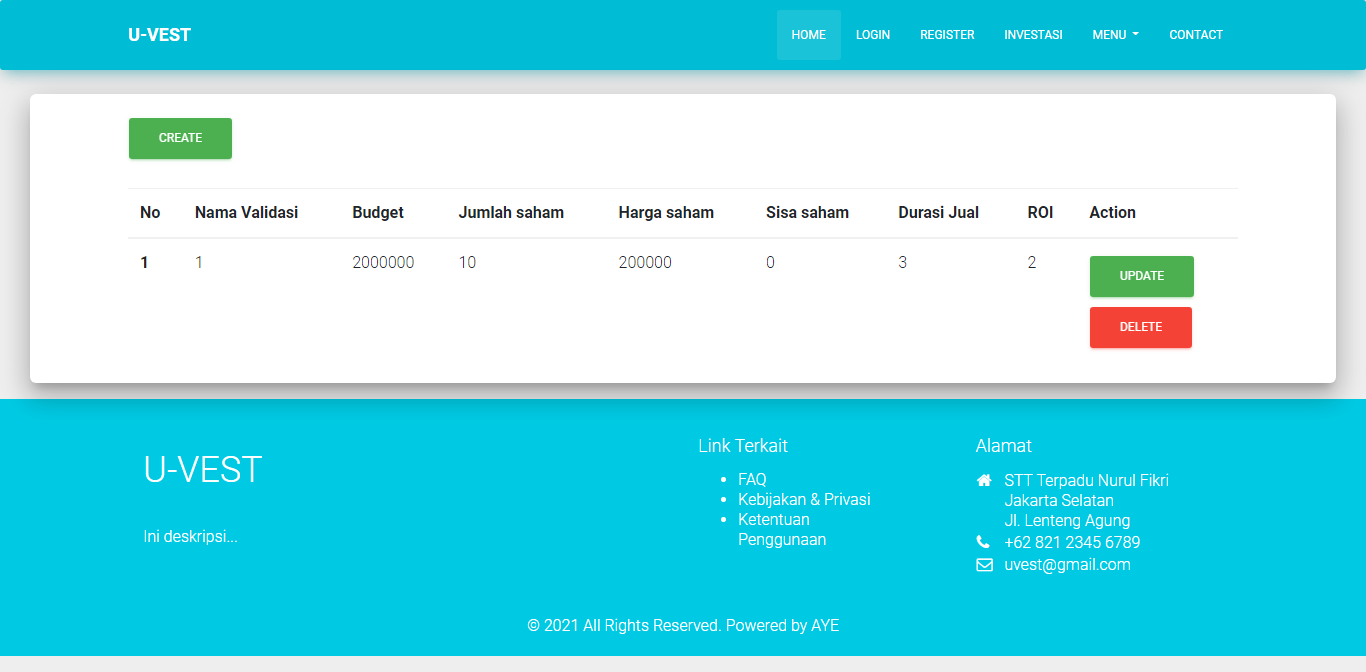 U-VEST HOME LOGIN REGISTER INVESTASI MENU CONTACT
CREATE
No Nama Validasi Budget Jumlah saham Harga saham Sisa saham Durasi Jual ROI Action
1 1 2000000 10 200000 0 3 2
UPDATE
DELETE
U-VEST
Ini deskripsi...
Link Terkait
FAQ
Kebijakan & Privasi
Ketentuan
Penggunaan
Alamat
STT Terpadu Nurul Fikri
Jakarta Selatan
Jl. Lenteng Agung
+62 821 2345 6789
uvest@gmail.com
© 2021 All Rights Reserved. Powered by AYE